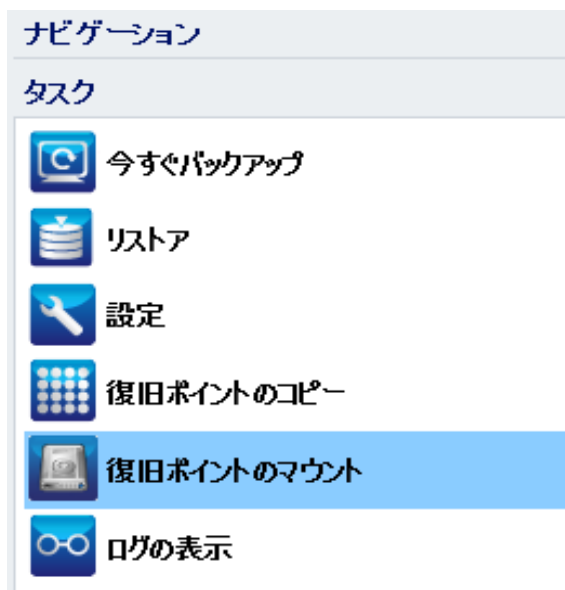 ナビゲーション
タスク
今すぐバックアップ
リストア
設定
復旧ポイントのコピー
復旧ポイントのマウント
ログの表示